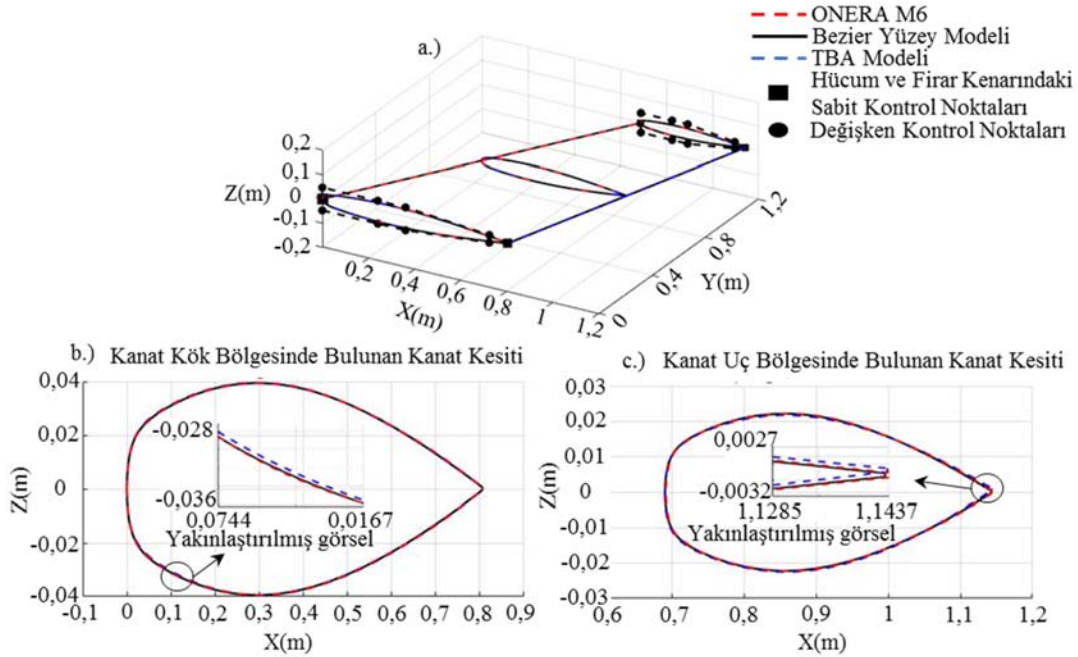 a.)
ONERA M6
Bezier Yüzey Modeli
TBA Modeli
Hücum ve Firar Kenarındaki
Sabit Kontrol Noktaları
Değişken Kontrol Noktaları
0,2
0,1
Z(m)
0
-0,1
-0,2
0,2
0,4
0,6
0,8
1
1,2
X(m)
0
0,4
0,8
1,2
Y(m)
b.) Kanat Kök Bölgesinde Bulunan Kanat Kesiti
0,04
0,02
0
-0,02
-0,04
Z(m)
-0,028
-0,036
0,0744
0,0167
Yakınlaştırılmış görsel
-0,1
0
0,1
0,2
0,3
0,4
0,5
0,6
0,7
0,8
0,9
X(m)
c.) Kanat Uç Bölgesinde Bulunan Kanat Kesiti
0,03
0,02
0,01
0
-0,01
-0,02
-0,03
Z(m)
0,0027
-0,0032
1,1285
1,1437
Yakınlaştırılmış görsel
0,6
0,7
0,8
0,9
1
1,1
1,2
X(m)